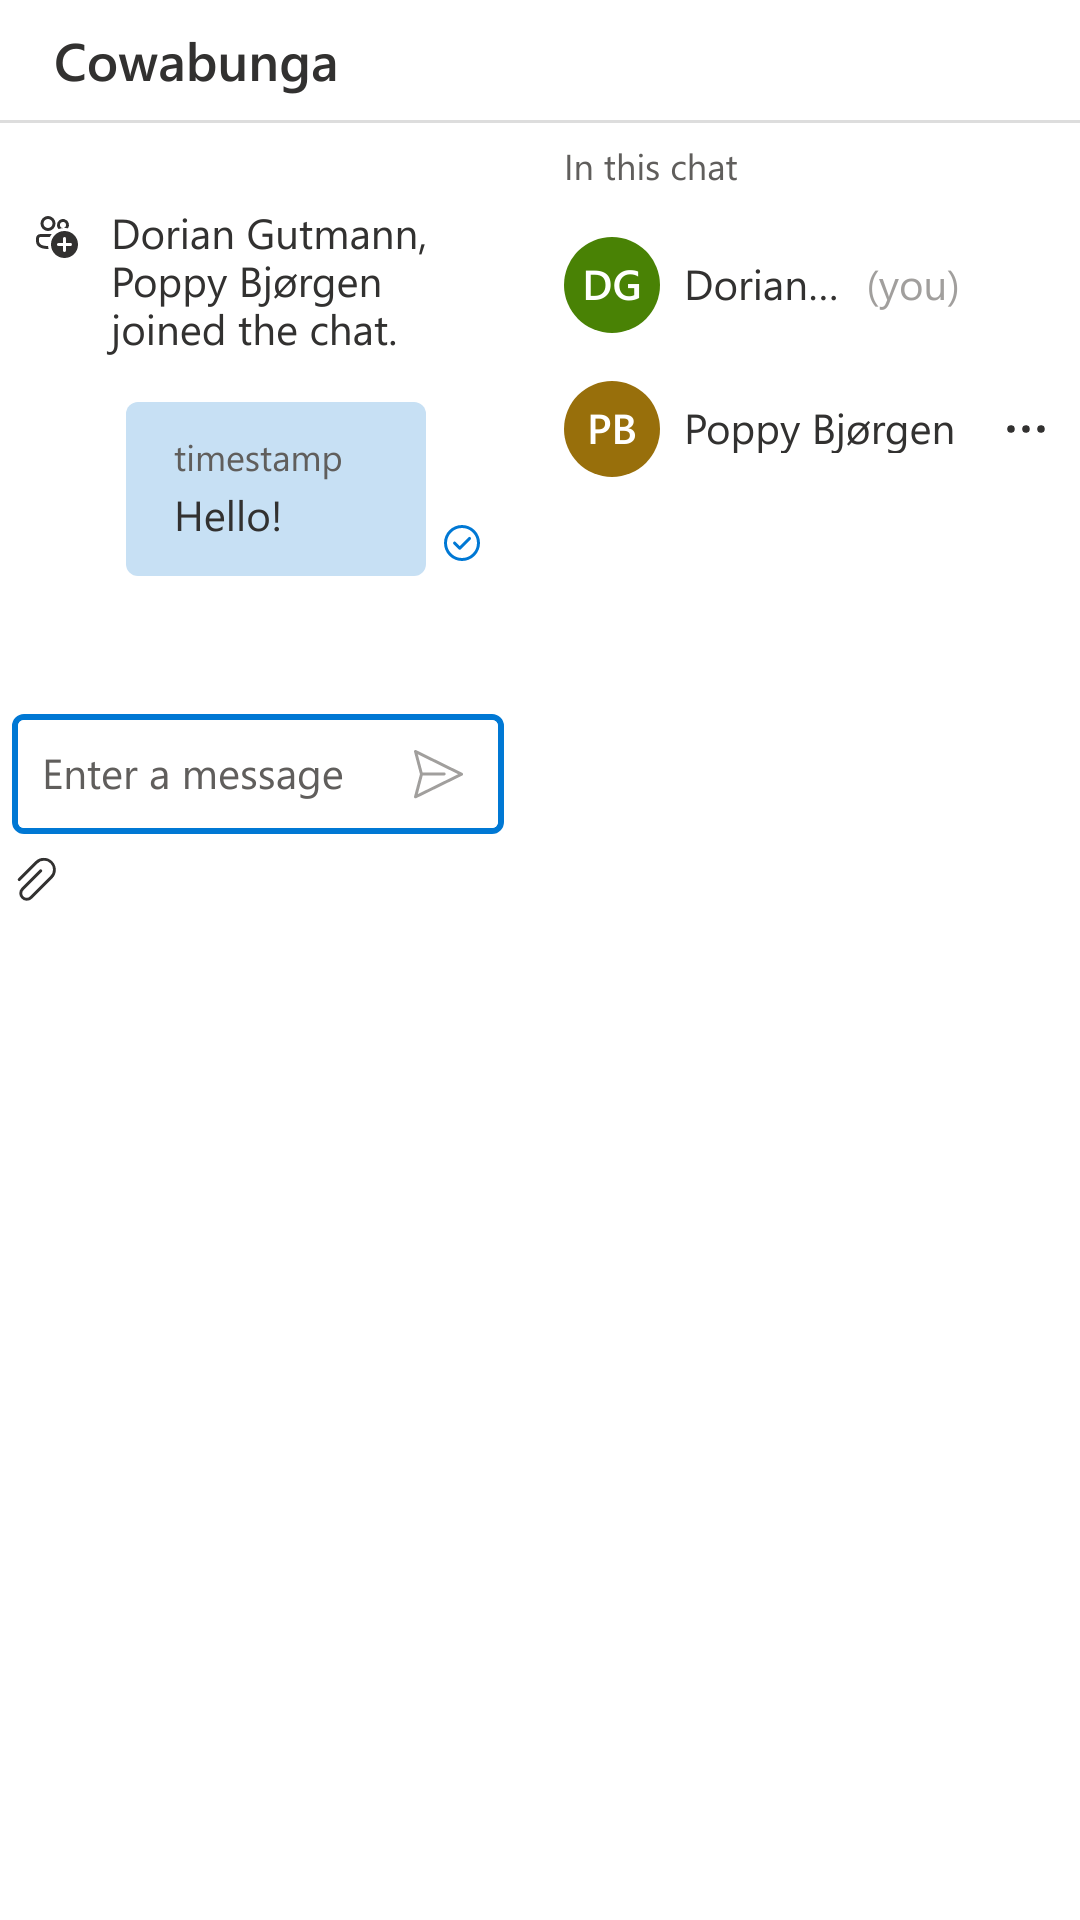 Cowabunga
Dorian Gutmann,
Poppy Bjørgen
joined the chat.
timestamp
Hello!
Enter a message
In this chat
DG Dorian... (you)
PB Poppy Bjørgen